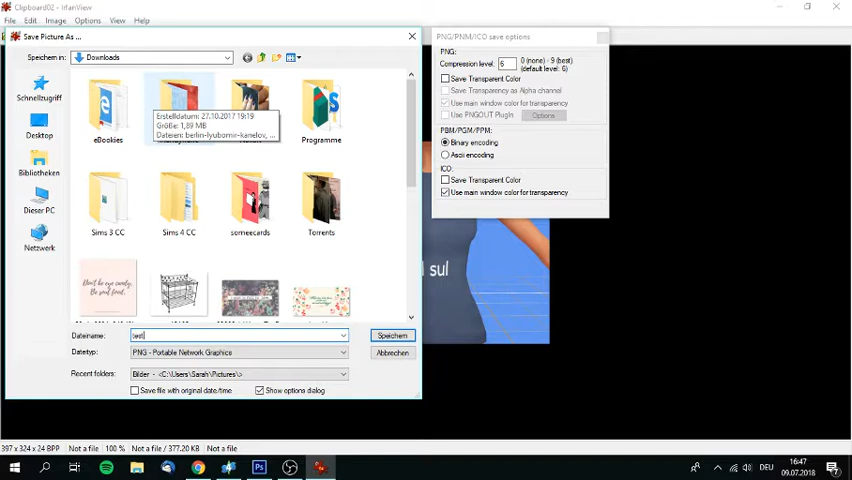 Clipboard02 - IrfanView
File Edit Image Options View Help
Save Picture As ...
Speichern in: Downloads
Schnellzugriff
Desktop
Bibliotheken
Dieser PC
Netzwerk
Erstelldatum: 27.10.2017 19:19
Größe: 1,89 MB
Dateien: berlin-lyubomir-kanelov, ...
eBookies
Programme
Sims 3 CC
Sims 4 CC
someecards
Torrents
Don't be eye candy.
Be soul food.
Dateiname: test
Speichern
Dateityp: PNG - Portable Network Graphics
Abbrechen
Recent folders: Bilder - <C:\Users\Sarah\Pictures\>
Save file with original date/time
Show options dialog
PNG/PNM/ICO save options
PNG:
Compression level: 6
0 (none) - 9 (best)
(default level: 6)
Save Transparent Color
Save Transparency as Alpha channel
Use main window color for transparency
Use PNGOUT PlugIn Options
PBM/PGM/PPM:
Binary encoding
Ascii encoding
ICO:
Save Transparent Color
Use main window color for transparency
sul
397 x 324 x 24 BPP Not a file 100 % Not a file / 377.20 KB Not a file
DEU
16:47
09.07.2018